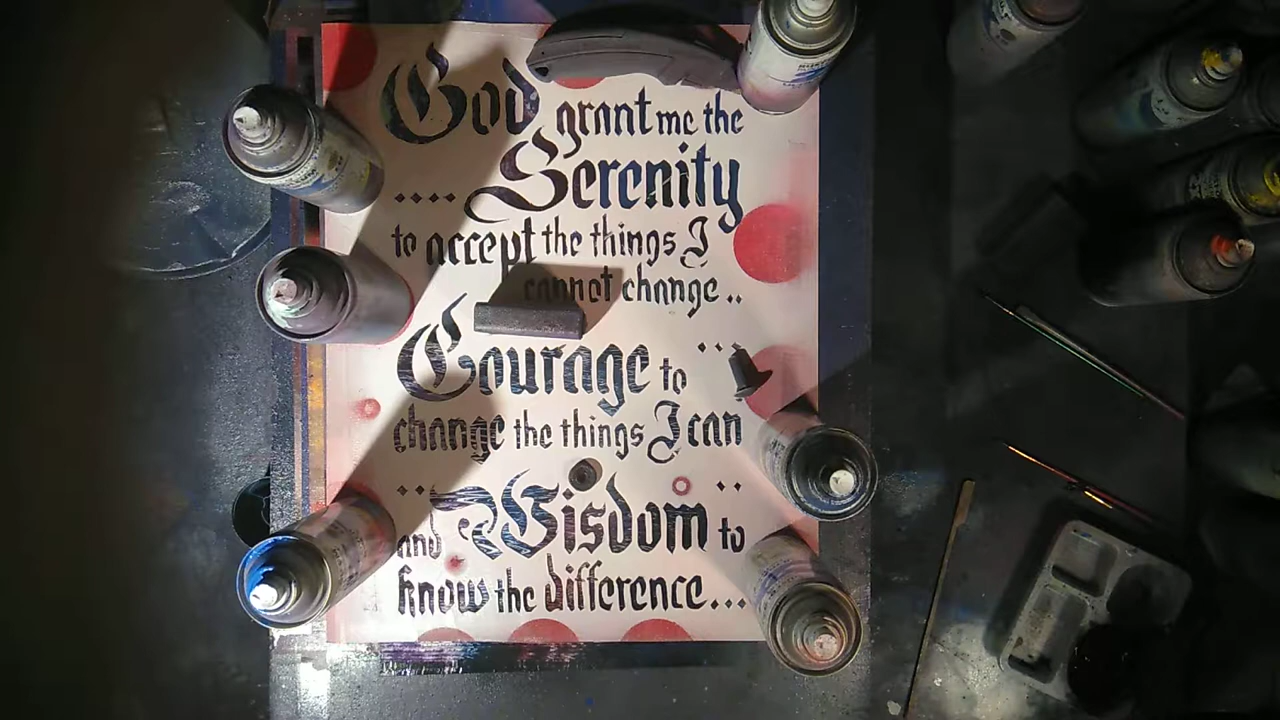 God grant me the
.... Serenity
to accept the things I
cannot change ..
... Courage to
change the things I can
.. and Wisdom .. to
know the difference...